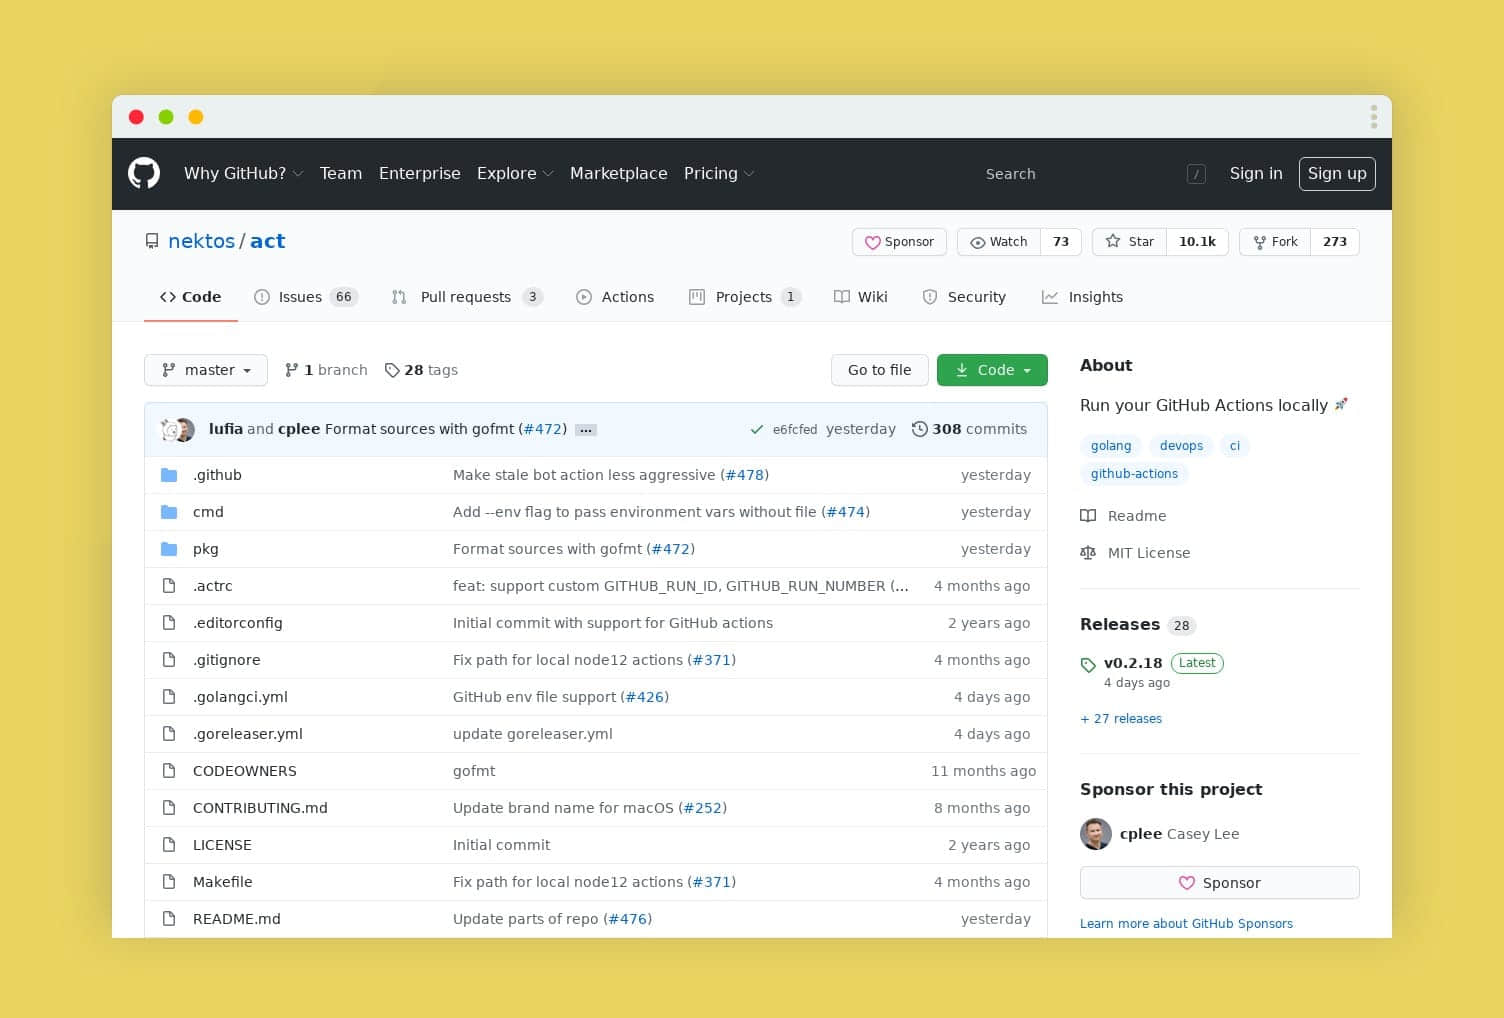 Why GitHub? Team Enterprise Explore Marketplace Pricing Search / Sign in Sign up
nektos / act Sponsor Watch 73 Star 10.1k Fork 273
Code Issues 66 Pull requests 3 Actions Projects 1 Wiki Security Insights
master 1 branch 28 tags Go to file Code
lufia and cplee Format sources with gofmt (#472) ... e6fcfed yesterday 308 commits
.github Make stale bot action less aggressive (#478) yesterday
cmd Add --env flag to pass environment vars without file (#474) yesterday
pkg Format sources with gofmt (#472) yesterday
.actrc feat: support custom GITHUB_RUN_ID, GITHUB_RUN_NUMBER (... 4 months ago
.editorconfig Initial commit with support for GitHub actions 2 years ago
.gitignore Fix path for local node12 actions (#371) 4 months ago
.golangci.yml GitHub env file support (#426) 4 days ago
.goreleaser.yml update goreleaser.yml 4 days ago
CODEOWNERS gofmt 11 months ago
CONTRIBUTING.md Update brand name for macOS (#252) 8 months ago
LICENSE Initial commit 2 years ago
Makefile Fix path for local node12 actions (#371) 4 months ago
README.md Update parts of repo (#476) yesterday
About
Run your GitHub Actions locally 🚀
golang devops ci
github-actions
Readme
MIT License
Releases 28
v0.2.18 Latest
4 days ago
+ 27 releases
Sponsor this project
cplee Casey Lee
Sponsor
Learn more about GitHub Sponsors